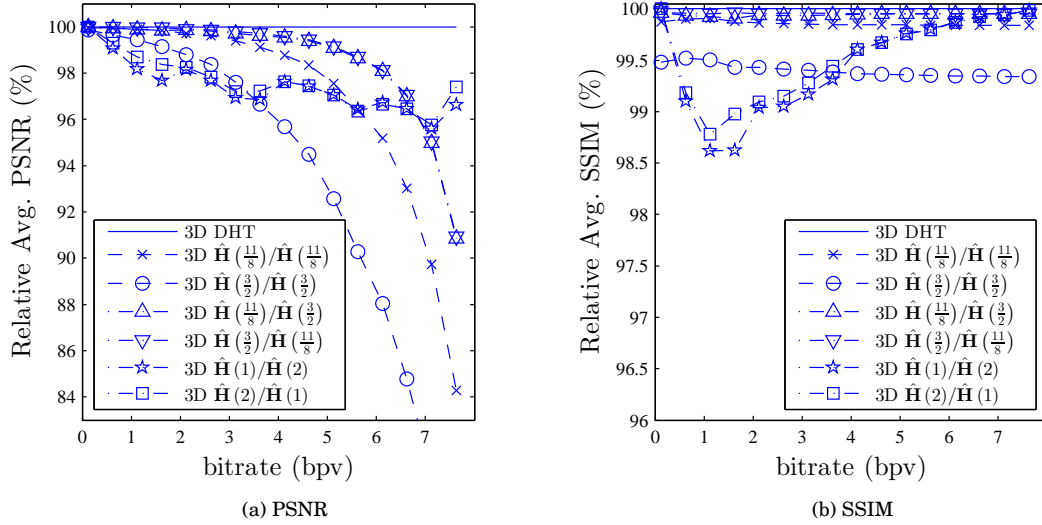 100
98
96
94
92
90
88
86
84
0 1 2 3 4 5 6 7
Relative Avg. PSNR (%)
bitrate (bpv)
3D DHT
3D Ĥ(11/8)/Ĥ(11/8)
3D Ĥ(3/2)/Ĥ(3/2)
3D Ĥ(11/8)/Ĥ(3/2)
3D Ĥ(3/2)/Ĥ(11/8)
3D Ĥ(1)/Ĥ(2)
3D Ĥ(2)/Ĥ(1)
(a) PSNR
100
99.5
99
98.5
98
97.5
97
96.5
96
0 1 2 3 4 5 6 7
Relative Avg. SSIM (%)
bitrate (bpv)
3D DHT
3D Ĥ(11/8)/Ĥ(11/8)
3D Ĥ(3/2)/Ĥ(3/2)
3D Ĥ(11/8)/Ĥ(3/2)
3D Ĥ(3/2)/Ĥ(11/8)
3D Ĥ(1)/Ĥ(2)
3D Ĥ(2)/Ĥ(1)
(b) SSIM